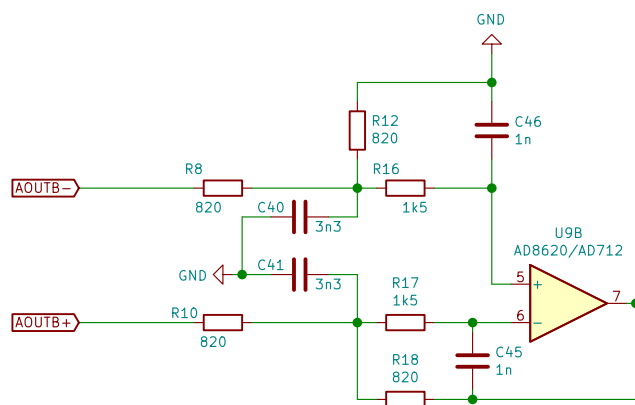 GND
R12
820
C46
1n
R8
R16
AOUTB-
820
1k5
C40
3n3
U9B
AD8620/AD712
C41
GND
3n3
R17
1k5
5
+
7
AOUTB+
R10
6
-
820
R18
820
C45
1n